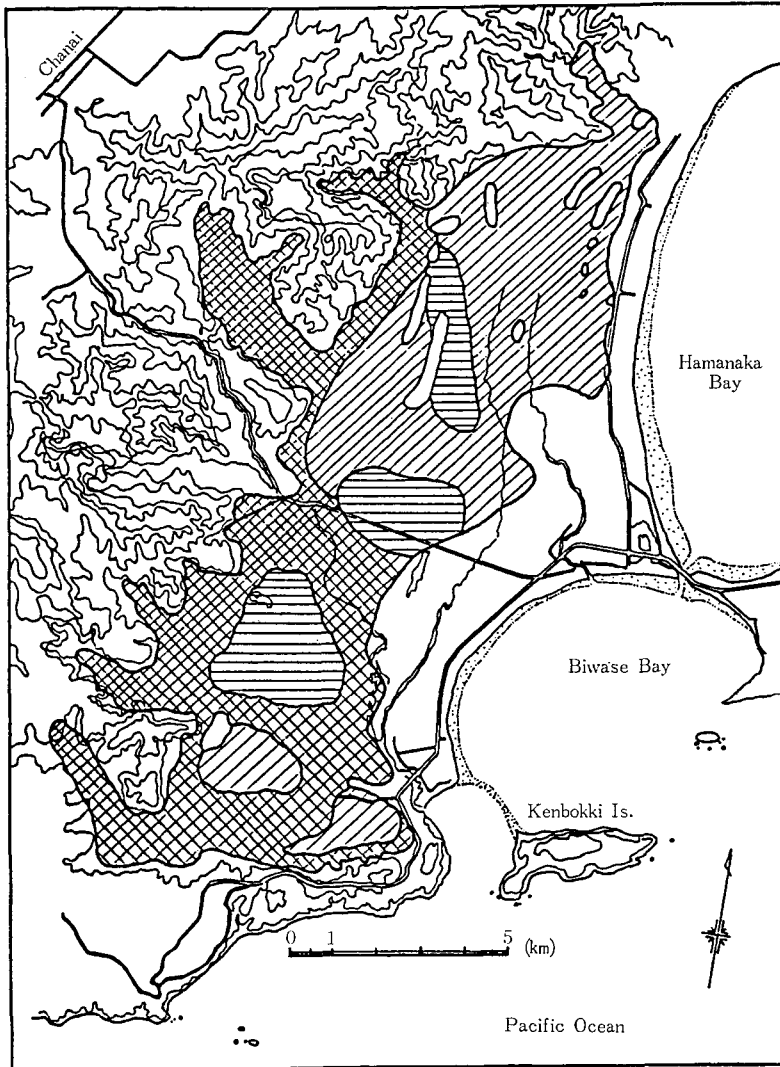 Chanai
Hamanaka
Bay
Biwase Bay
Kenbokki Is.
0 1 5 (km)
Pacific Ocean